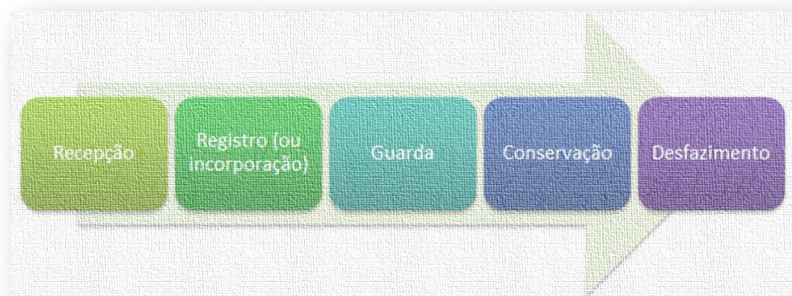 Recepção
Registro (ou
incorporação)
Guarda
Conservação
Desfazimento